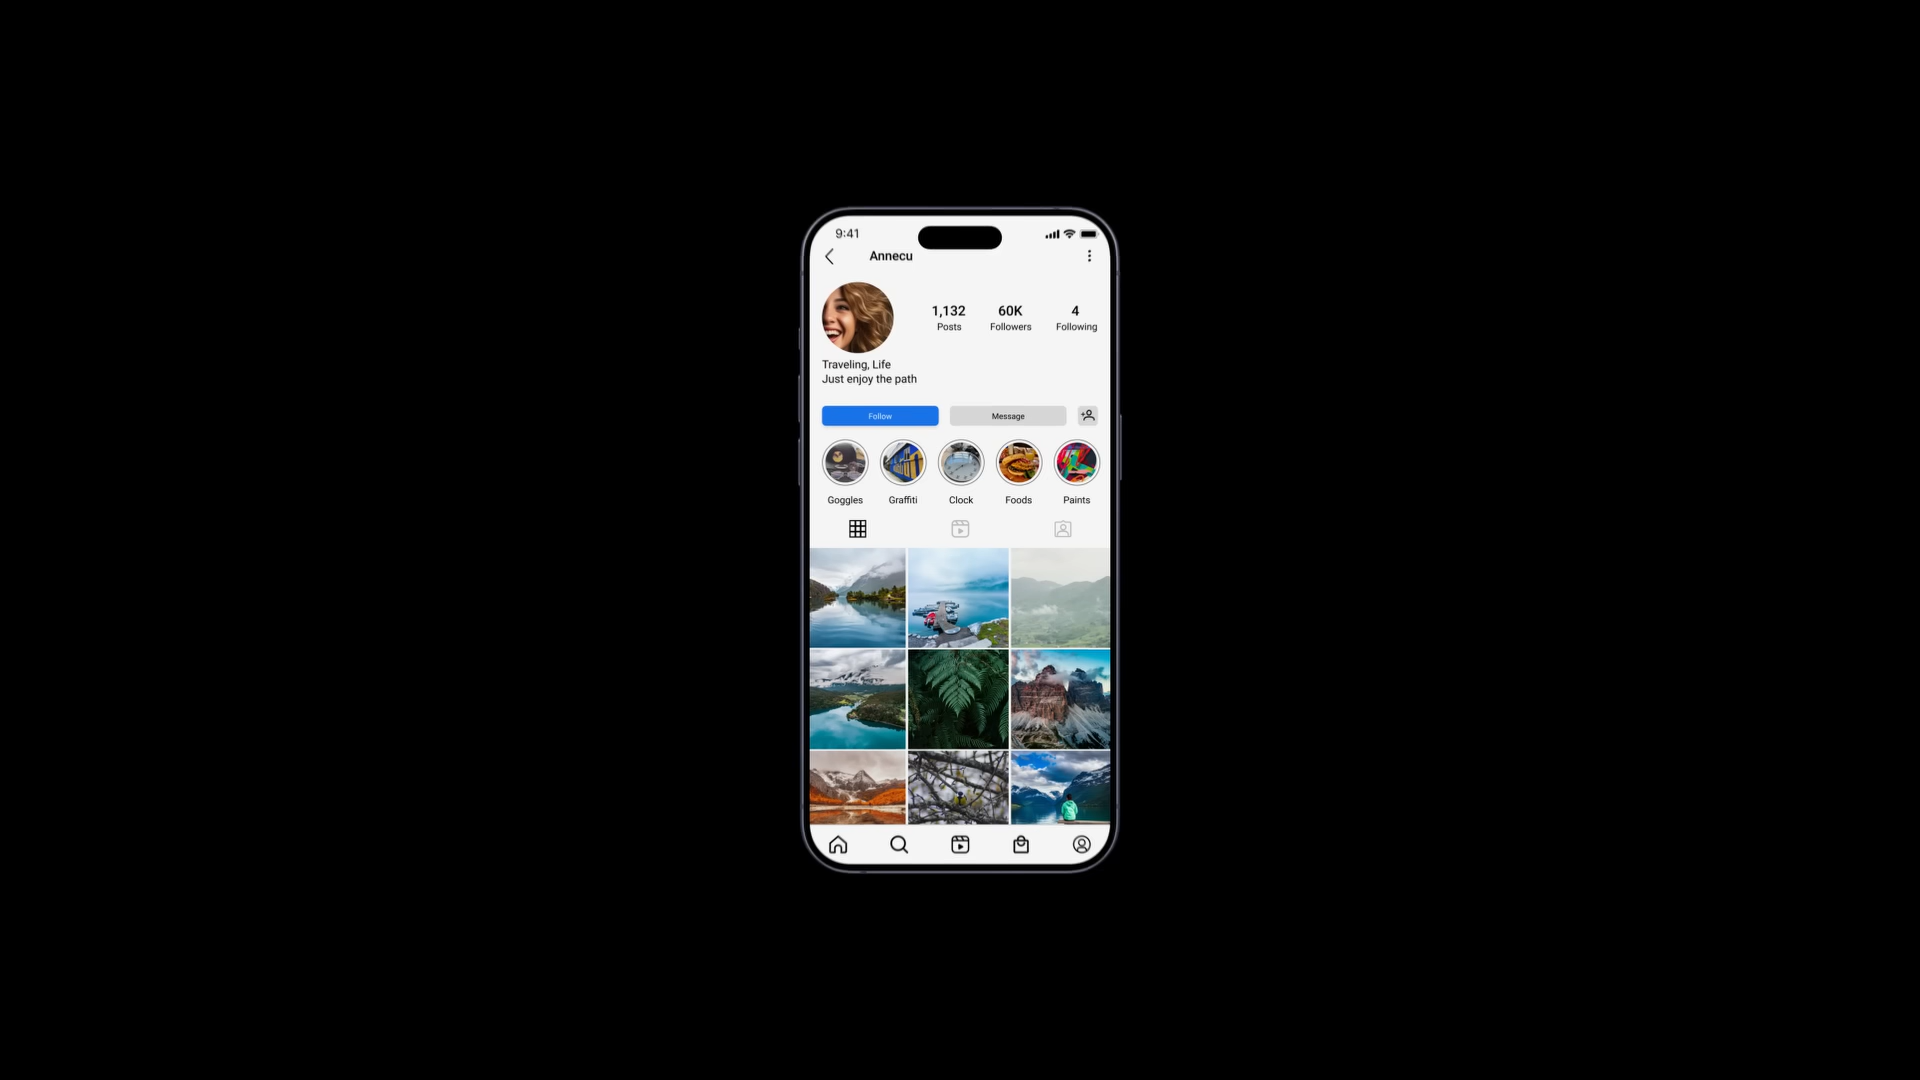 9:41
Annecu
1,132 60K 4
Posts Followers Following
Traveling, Life
Just enjoy the path
Follow Message
Goggles Graffiti Clock Foods Paints